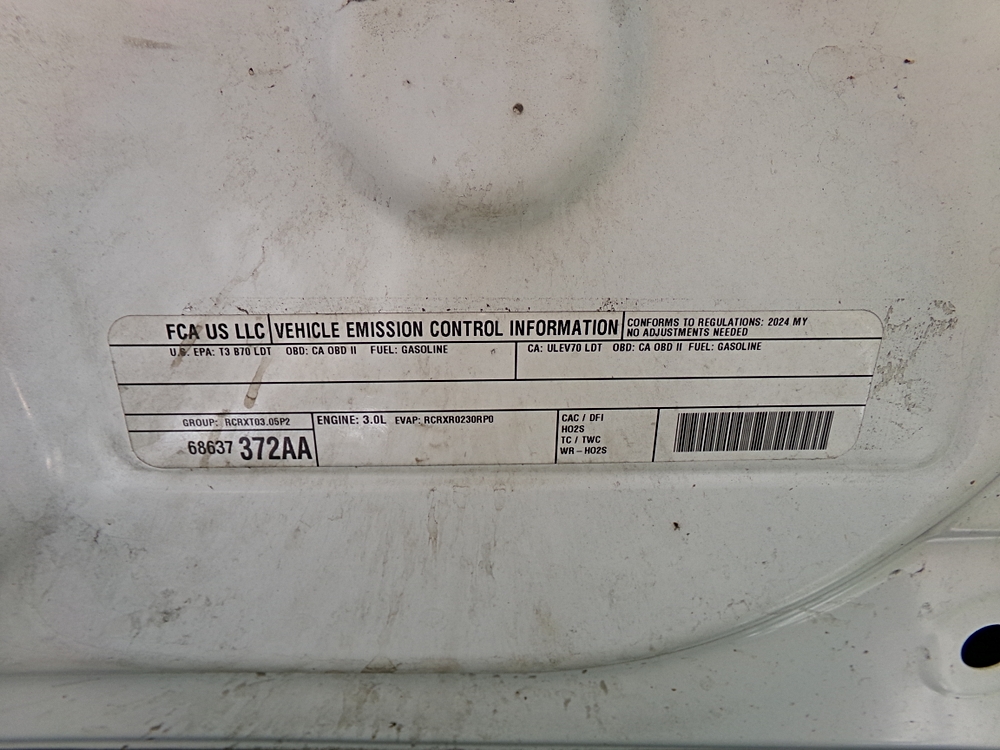 FCA US LLC VEHICLE EMISSION CONTROL INFORMATION CONFORMS TO REGULATIONS: 2024 MY
NO ADJUSTMENTS NEEDED
U.S. EPA: T3 B70 LDT OBD: CA OBD II FUEL: GASOLINE
CA: ULEV70 LDT OBD: CA OBD II FUEL: GASOLINE
GROUP: RCRXT03.05P2
68637 372AA
ENGINE: 3.0L EVAP: RCRXR0230RP0
CAC / DFI
HO2S
TC / TWC
WR - HO2S